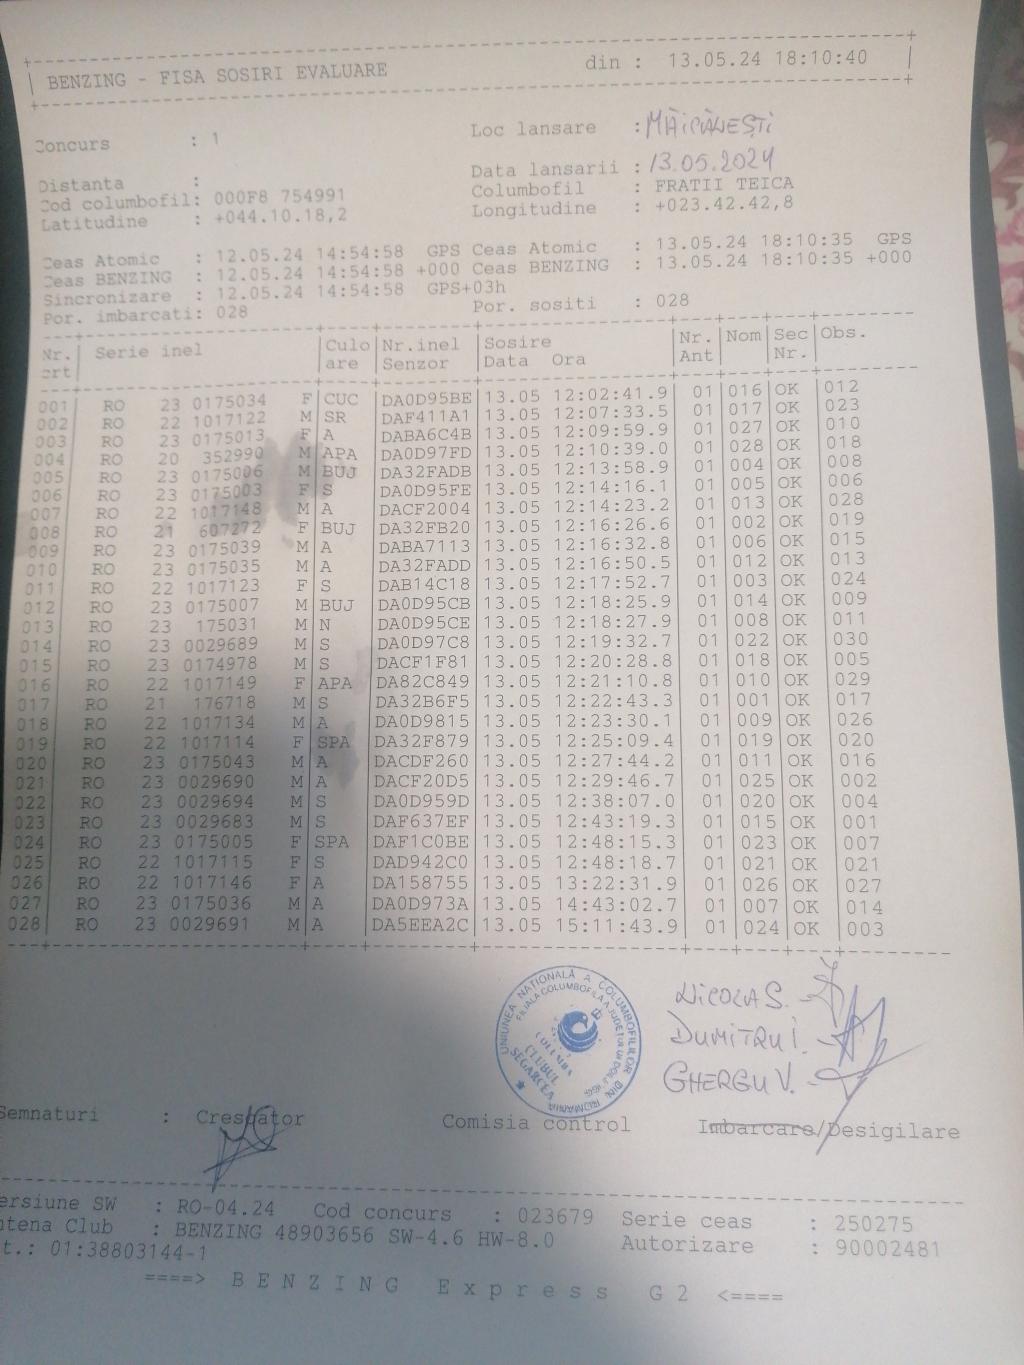 BENZING - FISA SOSIRI EVALUARE din : 13.05.24 18:10:40
Concurs : 1 Loc lansare :
Distanta : Data lansarii : 13.05.2024
Cod columbofil: 000F8 754991 Columbofil : FRATII TEICA
Latitudine : +044.10.18,2 Longitudine : +023.42.42,8
Ceas Atomic : 12.05.24 14:54:58 GPS Ceas Atomic : 13.05.24 18:10:35 GPS
Ceas BENZING : 12.05.24 14:54:58 +000 Ceas BENZING : 13.05.24 18:10:35 +000
Sincronizare : 12.05.24 14:54:58 GPS+03h
Por. imbarcati: 028 Por. sositi : 028
Nr. Serie inel Culo Nr.inel Sosire Nr. Nom Sec Obs.
crt are Senzor Data Ora Ant Nr.
001 RO 23 0175034 F CUC DA0D95BE 13.05 12:02:41.9 01 016 OK 012
002 RO 22 1017122 M SR DAF411A1 13.05 12:07:33.5 01 017 OK 023
003 RO 23 0175013 F A DABA6C4B 13.05 12:09:59.9 01 027 OK 010
004 RO 20 352990 M APA DA0D97FD 13.05 12:10:39.0 01 028 OK 018
005 RO 23 0175006 M BUJ DA32FADB 13.05 12:13:58.9 01 004 OK 008
006 RO 23 0175003 F S DA0D95FE 13.05 12:14:16.1 01 005 OK 006
007 RO 22 1017148 M A DACF2004 13.05 12:14:23.2 01 013 OK 028
008 RO 21 607272 F BUJ DA32FB20 13.05 12:16:26.6 01 002 OK 019
009 RO 23 0175039 M A DABA7113 13.05 12:16:32.8 01 006 OK 015
010 RO 23 0175035 M A DA32FADD 13.05 12:16:50.5 01 012 OK 013
011 RO 22 1017123 F S DAB14C18 13.05 12:17:52.7 01 003 OK 024
012 RO 23 0175007 M BUJ DA0D95CB 13.05 12:18:25.9 01 014 OK 009
013 RO 23 175031 M N DA0D95CE 13.05 12:18:27.9 01 008 OK 011
014 RO 23 0029689 M S DA0D97C8 13.05 12:19:32.7 01 022 OK 030
015 RO 23 0174978 M S DACF1F81 13.05 12:20:28.8 01 018 OK 005
016 RO 22 1017149 F APA DA82C849 13.05 12:21:10.8 01 010 OK 029
017 RO 21 176718 M S DA32B6F5 13.05 12:22:43.3 01 001 OK 017
018 RO 22 1017134 M A DA0D9815 13.05 12:23:30.1 01 009 OK 026
019 RO 22 1017114 F SPA DA32F879 13.05 12:25:09.4 01 019 OK 020
020 RO 23 0175043 M A DACDF260 13.05 12:27:44.2 01 011 OK 016
021 RO 23 0029690 M A DACF20D5 13.05 12:29:46.7 01 025 OK 002
022 RO 23 0029694 M S DA0D959D 13.05 12:38:07.0 01 020 OK 004
023 RO 23 0029683 M S DAF637EF 13.05 12:43:19.3 01 015 OK 001
024 RO 23 0175005 F SPA DAF1C0BE 13.05 12:48:15.3 01 023 OK 007
025 RO 22 1017115 F S DAD942C0 13.05 12:48:18.7 01 021 OK 021
026 RO 22 1017146 F A DA158755 13.05 13:22:31.9 01 026 OK 027
027 RO 23 0175036 M A DA0D973A 13.05 14:43:02.7 01 007 OK 014
028 RO 23 0029691 M A DA5EEA2C 13.05 15:11:43.9 01 024 OK 003
UNIUNEA NATIONALĂ A COLUMBOFILILOR DIN ROMANIA
FILIALA COLUMBOFILA A JUDETULUI DOLJ
COLUMBA
CLUBUL
SEGARCEA
NICOLA S.
DUMITRU I.
GHERGU V.
Semnaturi : Crescator Comisia control Imbarcare/Desigilare
ersiune SW : RO-04.24 Cod concurs : 023679 Serie ceas : 250275
ntena Club : BENZING 48903656 SW-4.6 HW-8.0 Autorizare : 90002481
t.: 01:38803144-1
====> BENZING Express G2 <====